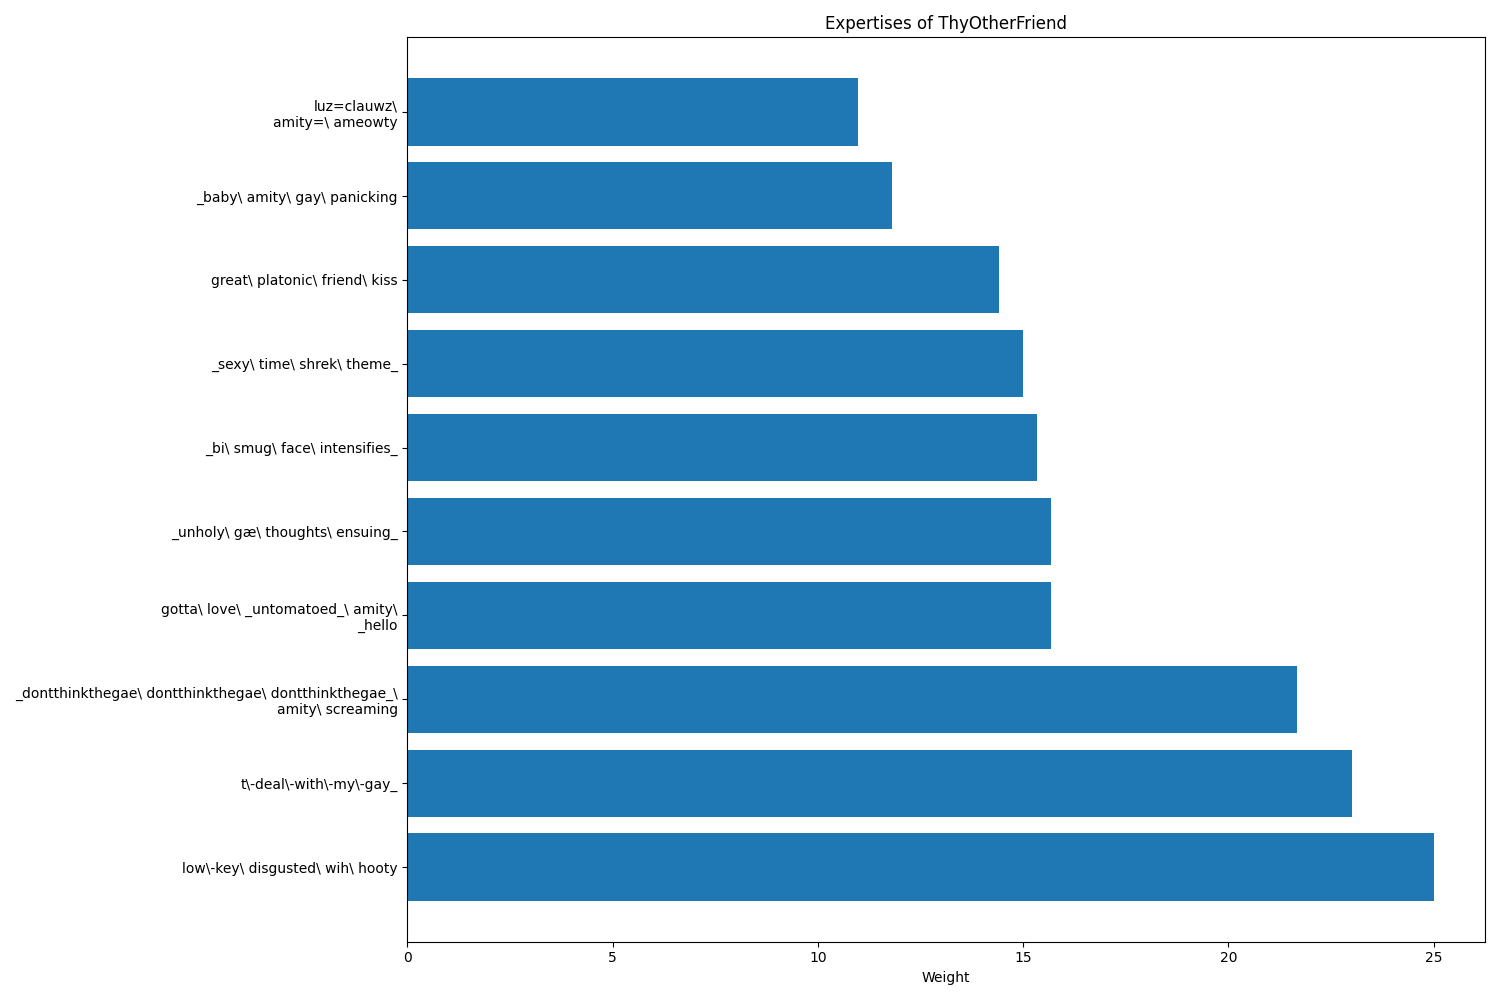 Expertises of ThyOtherFriend
luz=clauwz\
amity=\ ameowty
_baby\ amity\ gay\ panicking
great\ platonic\ friend\ kiss
_sexy\ time\ shrek\ theme_
_bi\ smug\ face\ intensifies_
_unholy\ gæ\ thoughts\ ensuing_
gotta\ love\ _untomatoed_\ amity\
_hello
_dontthinkthegae\ dontthinkthegae\ dontthinkthegae_\
amity\ screaming
t\-deal\-with\-my\-gay_
low\-key\ disgusted\ wih\ hooty
0 5 10 15 20 25
Weight